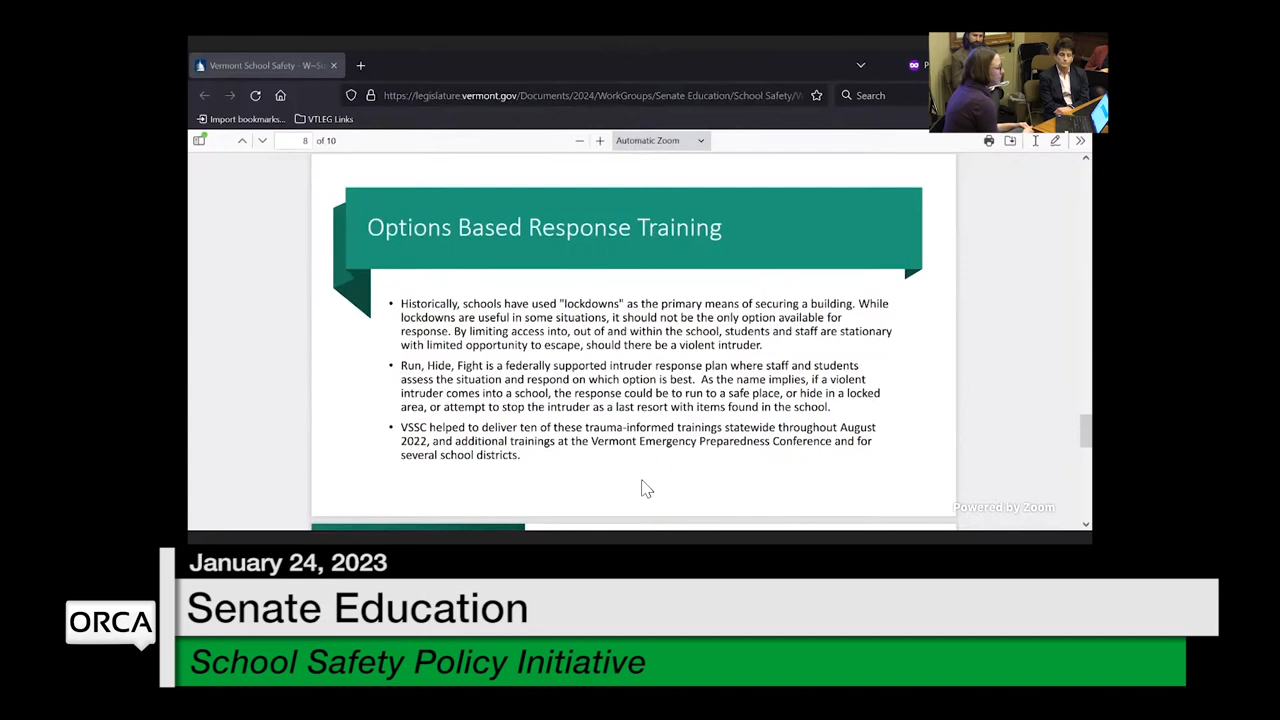 Vermont School Safety - W~Su
https://legislature.vermont.gov/Documents/2024/WorkGroups/Senate Education/School Safety/W
Search
Import bookmarks...
VTLEG Links
8 of 10
Automatic Zoom
Options Based Response Training
• Historically, schools have used "lockdowns" as the primary means of securing a building. While
lockdowns are useful in some situations, it should not be the only option available for
response. By limiting access into, out of and within the school, students and staff are stationary
with limited opportunity to escape, should there be a violent intruder.
• Run, Hide, Fight is a federally supported intruder response plan where staff and students
assess the situation and respond on which option is best. As the name implies, if a violent
intruder comes into a school, the response could be to run to a safe place, or hide in a locked
area, or attempt to stop the intruder as a last resort with items found in the school.
• VSSC helped to deliver ten of these trauma-informed trainings statewide throughout August
2022, and additional trainings at the Vermont Emergency Preparedness Conference and for
several school districts.
Powered by Zoom
January 24, 2023
ORCA
Senate Education
School Safety Policy Initiative